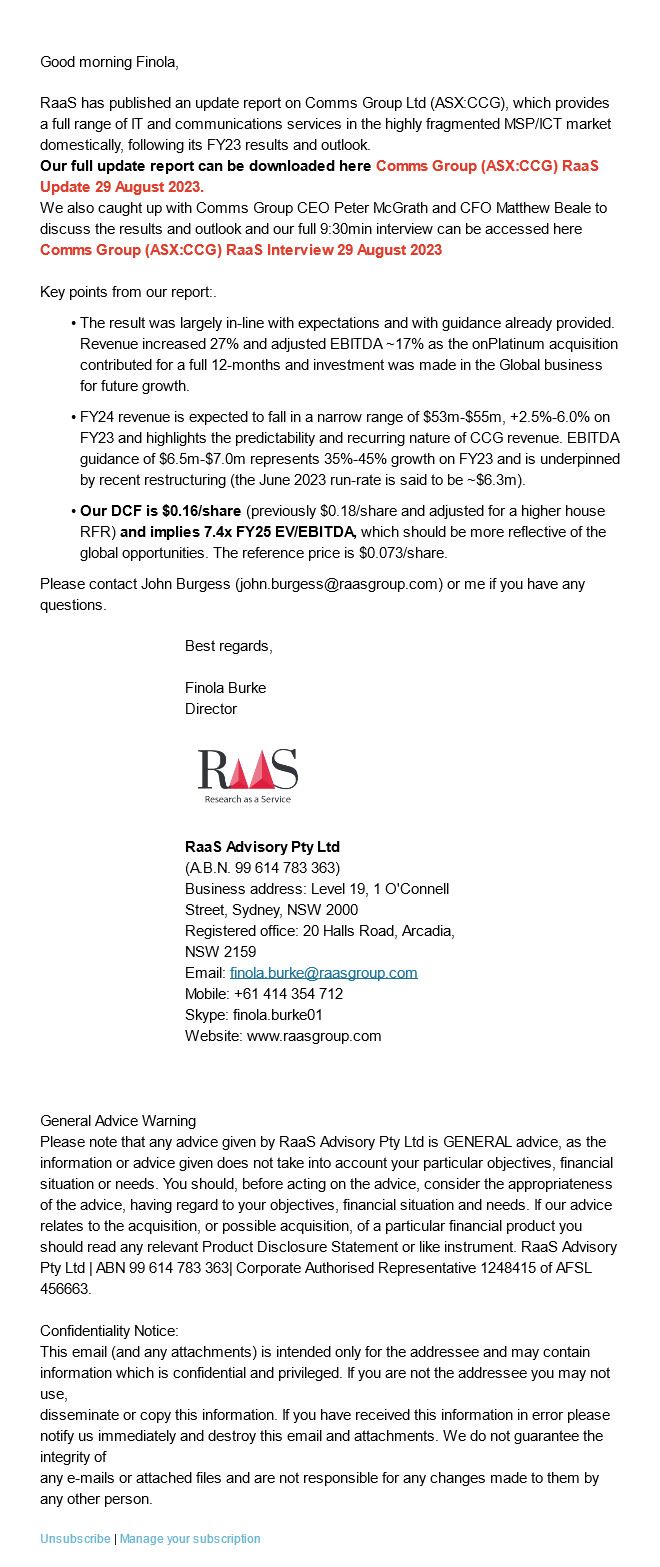 Good morning Finola,
RaaS has published an update report on Comms Group Ltd (ASX:CCG), which provides
a full range of IT and communications services in the highly fragmented MSP/ICT market
domestically, following its FY23 results and outlook.
Our full update report can be downloaded here Comms Group (ASX:CCG) RaaS
Update 29 August 2023.
We also caught up with Comms Group CEO Peter McGrath and CFO Matthew Beale to
discuss the results and outlook and our full 9:30min interview can be accessed here
Comms Group (ASX:CCG) RaaS Interview 29 August 2023
Key points from our report:.
• The result was largely in-line with expectations and with guidance already provided.
Revenue increased 27% and adjusted EBITDA ~17% as the onPlatinum acquisition
contributed for a full 12-months and investment was made in the Global business
for future growth.
• FY24 revenue is expected to fall in a narrow range of $53m-$55m, +2.5%-6.0% on
FY23 and highlights the predictability and recurring nature of CCG revenue. EBITDA
guidance of $6.5m-$7.0m represents 35%-45% growth on FY23 and is underpinned
by recent restructuring (the June 2023 run-rate is said to be ~$6.3m).
• Our DCF is $0.16/share (previously $0.18/share and adjusted for a higher house
RFR) and implies 7.4x FY25 EV/EBITDA, which should be more reflective of the
global opportunities. The reference price is $0.073/share.
Please contact John Burgess (john.burgess@raasgroup.com) or me if you have any
questions.
Best regards,
Finola Burke
Director
RAAS
Research as a Service
RaaS Advisory Pty Ltd
(A.B.N. 99 614 783 363)
Business address: Level 19, 1 O'Connell
Street, Sydney, NSW 2000
Registered office: 20 Halls Road, Arcadia,
NSW 2159
Email: finola.burke@raasgroup.com
Mobile: +61 414 354 712
Skype: finola.burke01
Website: www.raasgroup.com
General Advice Warning
Please note that any advice given by RaaS Advisory Pty Ltd is GENERAL advice, as the
information or advice given does not take into account your particular objectives, financial
situation or needs. You should, before acting on the advice, consider the appropriateness
of the advice, having regard to your objectives, financial situation and needs. If our advice
relates to the acquisition, or possible acquisition, of a particular financial product you
should read any relevant Product Disclosure Statement or like instrument. RaaS Advisory
Pty Ltd | ABN 99 614 783 363| Corporate Authorised Representative 1248415 of AFSL
456663.
Confidentiality Notice:
This email (and any attachments) is intended only for the addressee and may contain
information which is confidential and privileged. If you are not the addressee you may not
use,
disseminate or copy this information. If you have received this information in error please
notify us immediately and destroy this email and attachments. We do not guarantee the
integrity of
any e-mails or attached files and are not responsible for any changes made to them by
any other person.
Unsubscribe | Manage your subscription